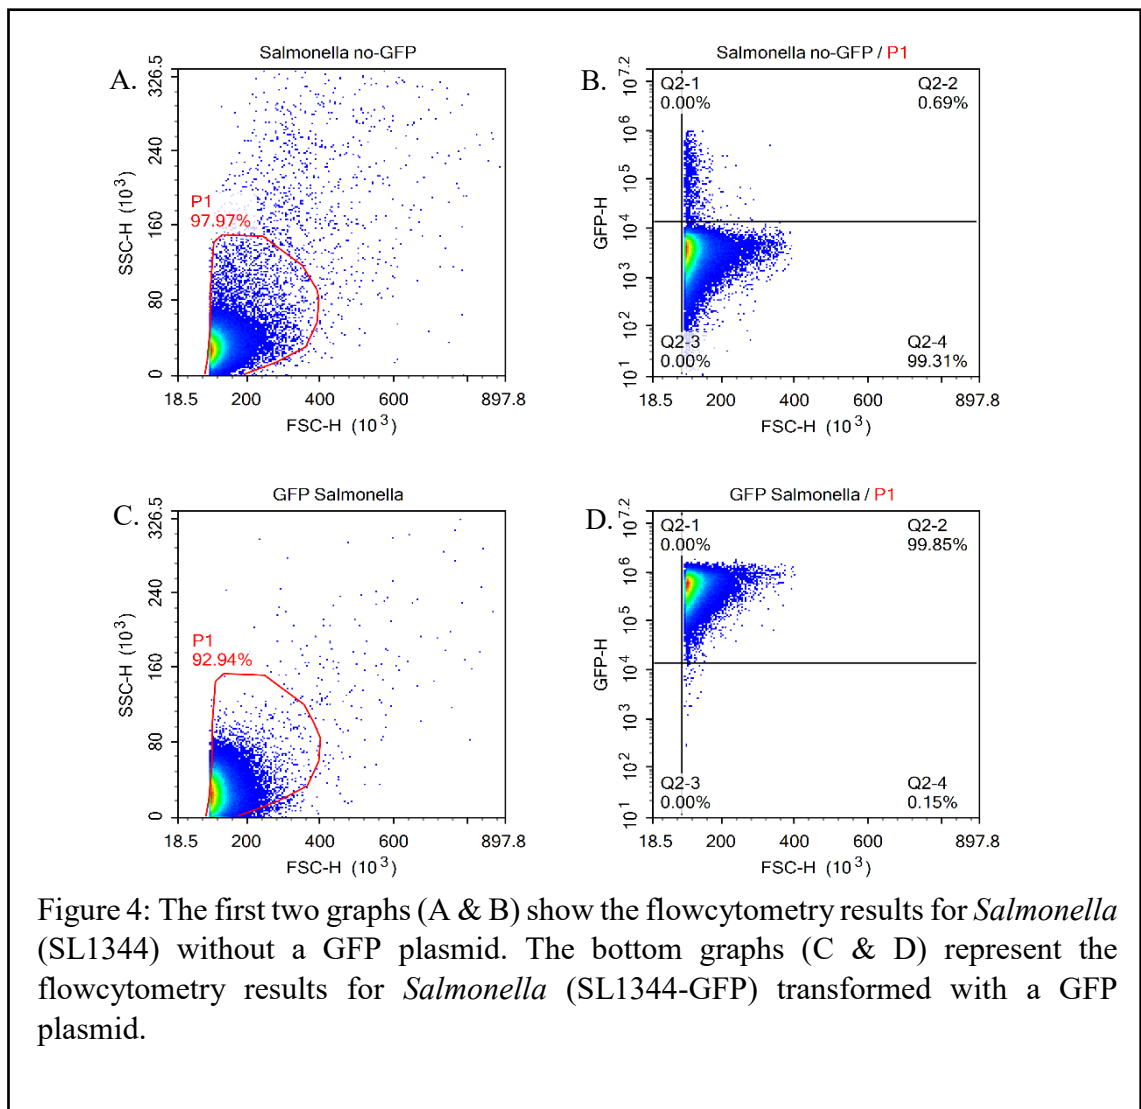 Salmonella no-GFP
A.
326.5
240
160
80
0
SSC-H (10³)
P1
97.97%
18.5 200 400 600 897.8
FSC-H (10³)
Salmonella no-GFP / P1
B.
10⁷·²
10⁶
10⁵
10⁴
10³
10²
10¹
GFP-H
Q2-1
0.00%
Q2-2
0.69%
Q2-3
0.00%
Q2-4
99.31%
18.5 200 400 600 897.8
FSC-H (10³)
GFP Salmonella
C.
326.5
240
160
80
0
SSC-H (10³)
P1
92.94%
18.5 200 400 600 897.8
FSC-H (10³)
GFP Salmonella / P1
D.
10⁷·²
10⁶
10⁵
10⁴
10³
10²
10¹
GFP-H
Q2-1
0.00%
Q2-2
99.85%
Q2-3
0.00%
Q2-4
0.15%
18.5 200 400 600 897.8
FSC-H (10³)
Figure 4: The first two graphs (A & B) show the flowcytometry results for Salmonella
(SL1344) without a GFP plasmid. The bottom graphs (C & D) represent the
flowcytometry results for Salmonella (SL1344-GFP) transformed with a GFP
plasmid.